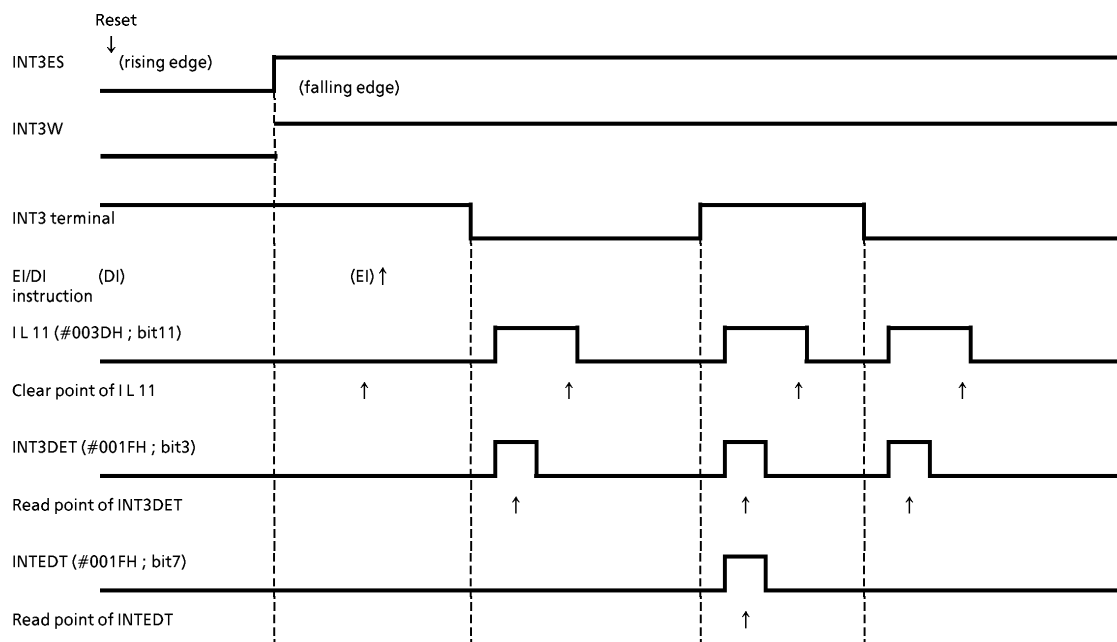 Reset
↓
INT3ES (rising edge)
(falling edge)
INT3W
INT3 terminal
EI/DI (DI) (EI) ↑
instruction
I L 11 (#003DH ; bit11)
Clear point of I L 11 ↑ ↑ ↑ ↑
INT3DET (#001FH ; bit3)
Read point of INT3DET ↑ ↑ ↑
INTEDT (#001FH ; bit7)
Read point of INTEDT ↑